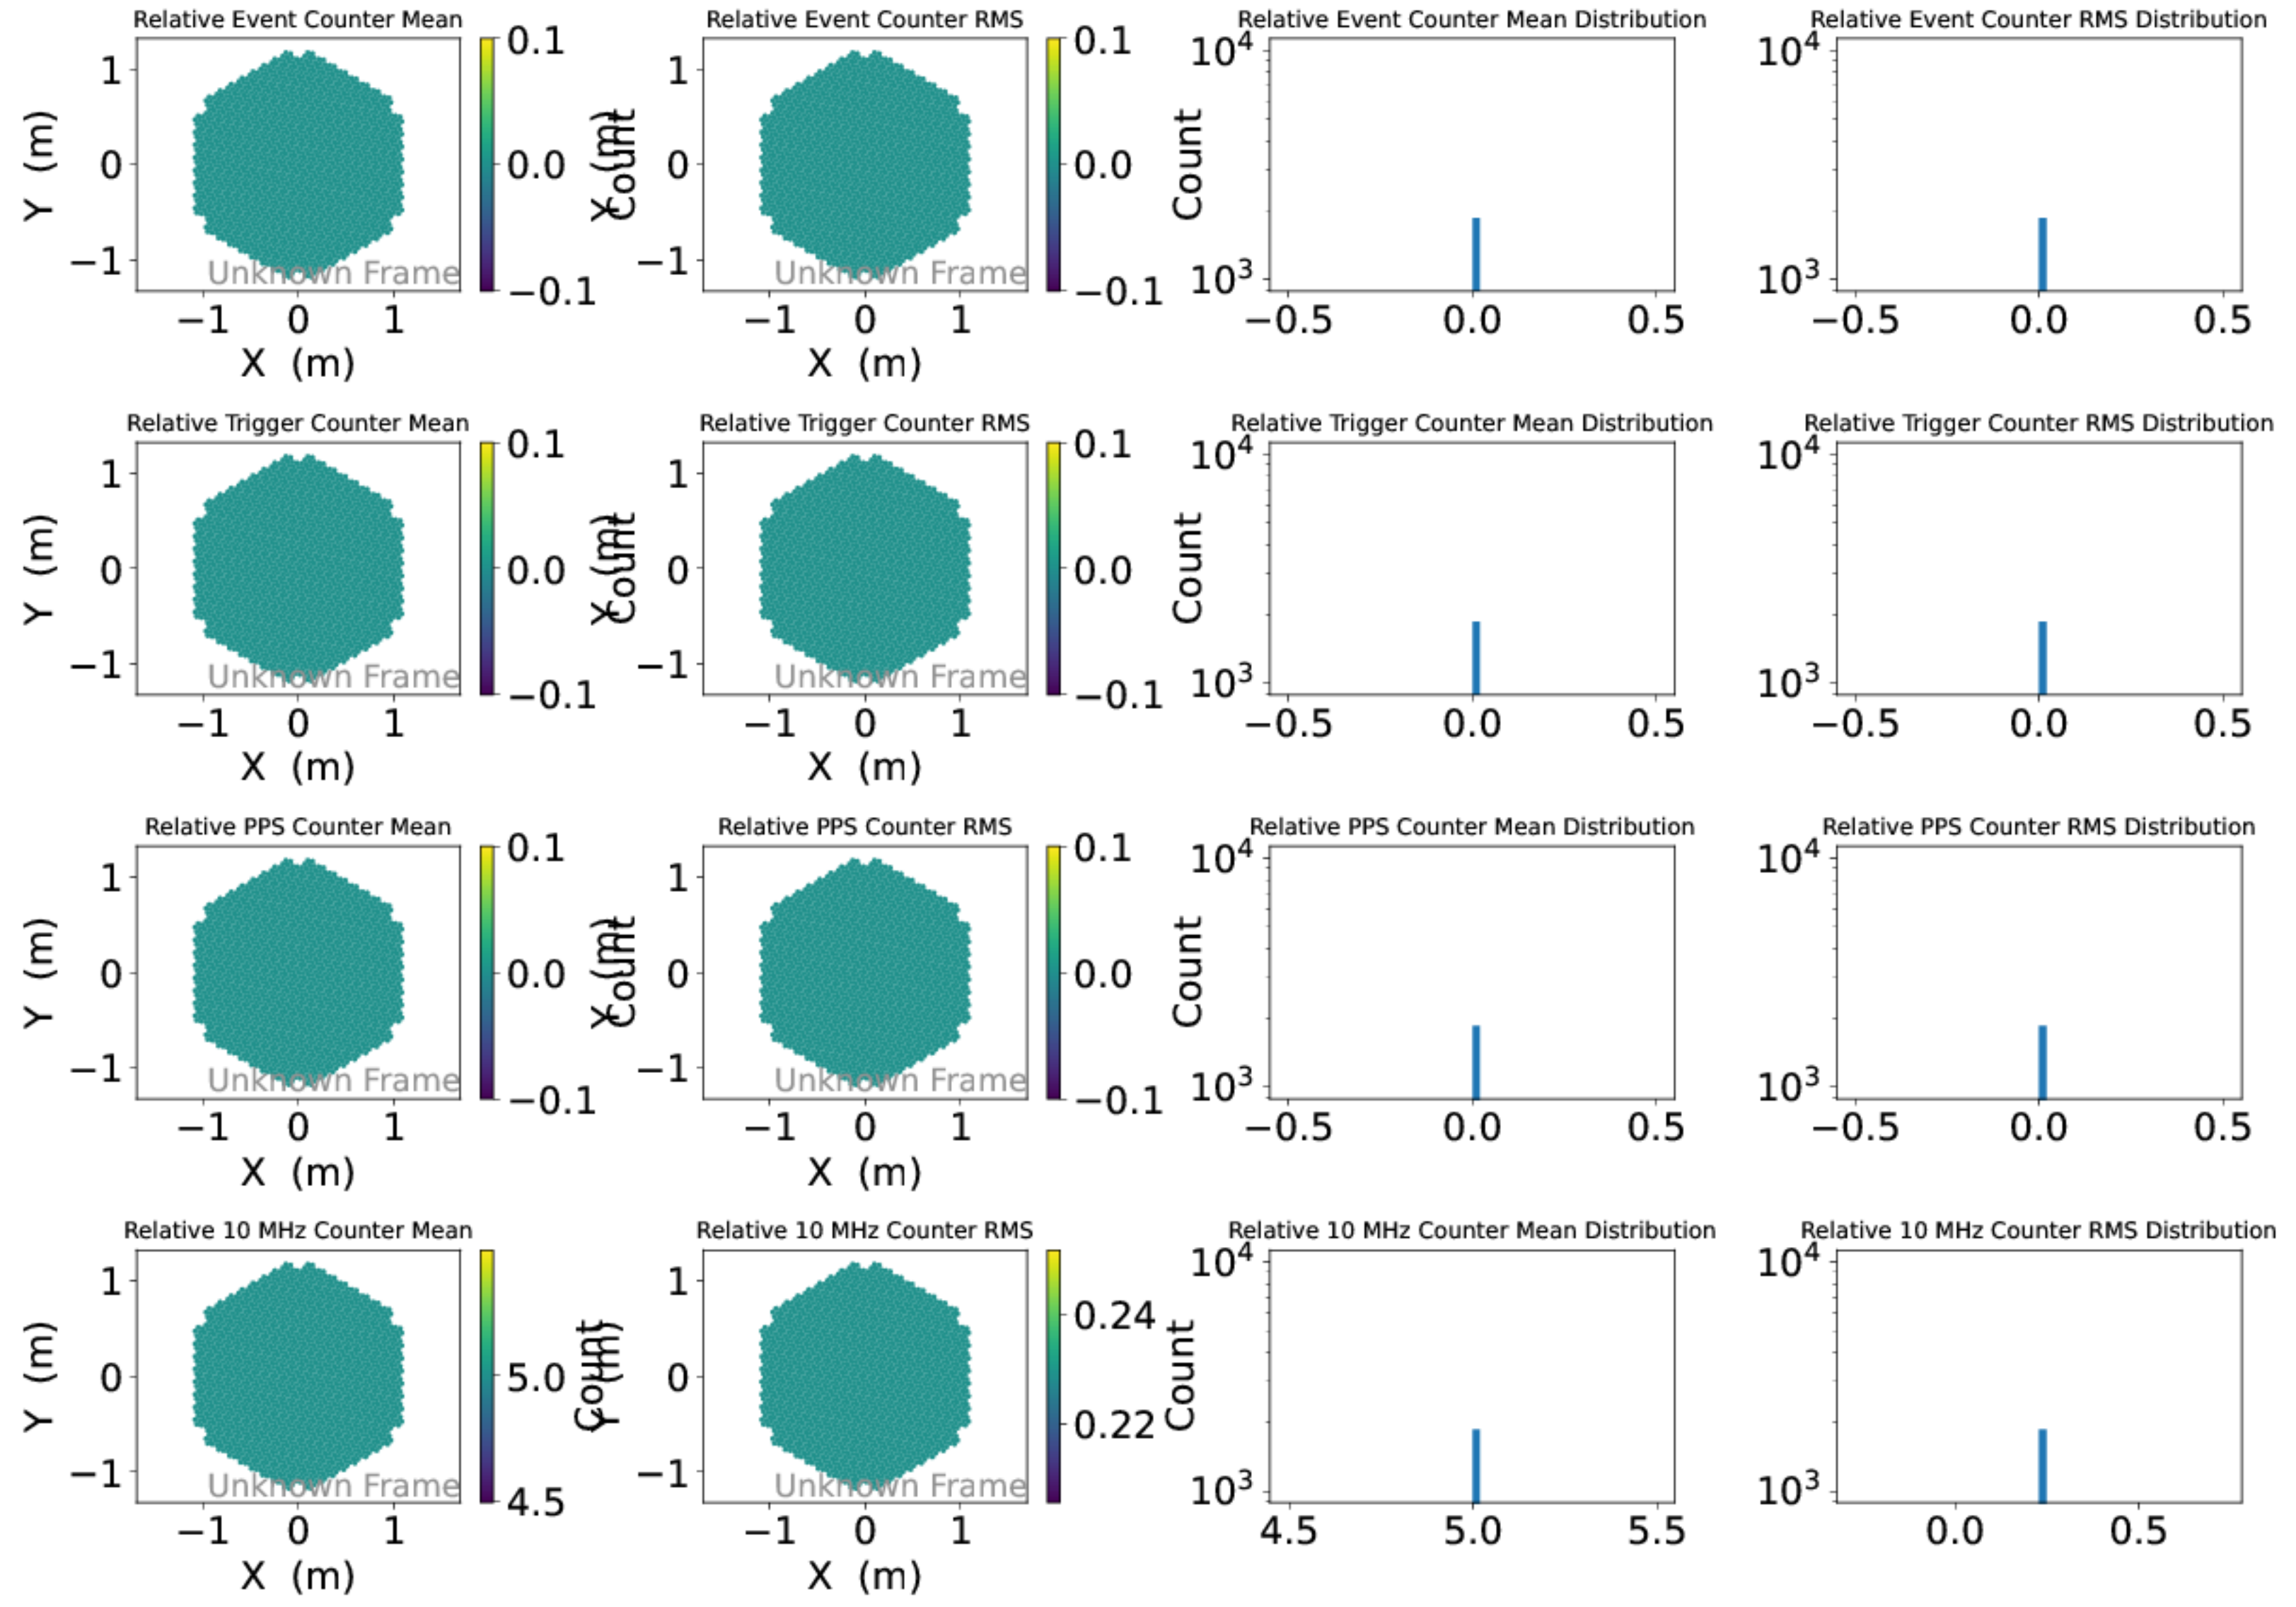 Relative Event Counter Mean
Y (m)
1
0
−1
Unknown Frame
−1 0 1
X (m)
0.1
0.0
−0.1
Count
Relative Event Counter RMS
Y (m)
1
0
−1
Unknown Frame
−1 0 1
X (m)
0.1
0.0
−0.1
Count
Relative Event Counter Mean Distribution
10⁴
10³
−0.5 0.0 0.5
Relative Event Counter RMS Distribution
10⁴
10³
−0.5 0.0 0.5
Relative Trigger Counter Mean
Y (m)
1
0
−1
Unknown Frame
−1 0 1
X (m)
0.1
0.0
−0.1
Count
Relative Trigger Counter RMS
Y (m)
1
0
−1
Unknown Frame
−1 0 1
X (m)
0.1
0.0
−0.1
Count
Relative Trigger Counter Mean Distribution
10⁴
10³
−0.5 0.0 0.5
Relative Trigger Counter RMS Distribution
10⁴
10³
−0.5 0.0 0.5
Relative PPS Counter Mean
Y (m)
1
0
−1
Unknown Frame
−1 0 1
X (m)
0.1
0.0
−0.1
Count
Relative PPS Counter RMS
Y (m)
1
0
−1
Unknown Frame
−1 0 1
X (m)
0.1
0.0
−0.1
Count
Relative PPS Counter Mean Distribution
10⁴
10³
−0.5 0.0 0.5
Relative PPS Counter RMS Distribution
10⁴
10³
−0.5 0.0 0.5
Relative 10 MHz Counter Mean
Y (m)
1
0
−1
Unknown Frame
−1 0 1
X (m)
5.0
4.5
Count
Relative 10 MHz Counter RMS
Y (m)
1
0
−1
Unknown Frame
−1 0 1
X (m)
0.24
0.22
Count
Relative 10 MHz Counter Mean Distribution
10⁴
10³
4.5 5.0 5.5
Relative 10 MHz Counter RMS Distribution
10⁴
10³
0.0 0.5